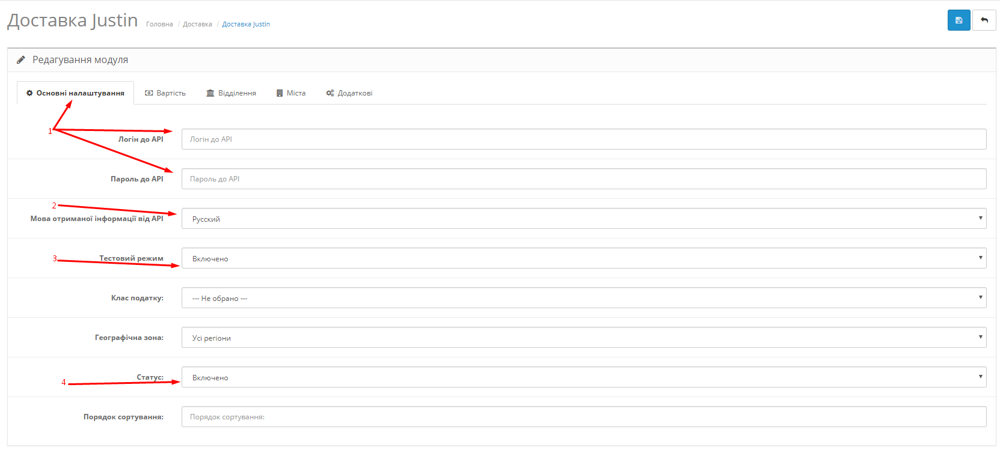 Доставка Justin Головна / Доставка / Доставка Justin
Редагування модуля
Основні налаштування Вартість Відділення Міста Додаткові
1
Логін до API Логін до API
Пароль до API Пароль до API
2
Мова отриманої інформації від API Русский
3 Тестовий режим Включено
Клас податку: --- Не обрано ---
Географічна зона: Усі регіони
4 Статус: Включено
Порядок сортування: Порядок сортування: